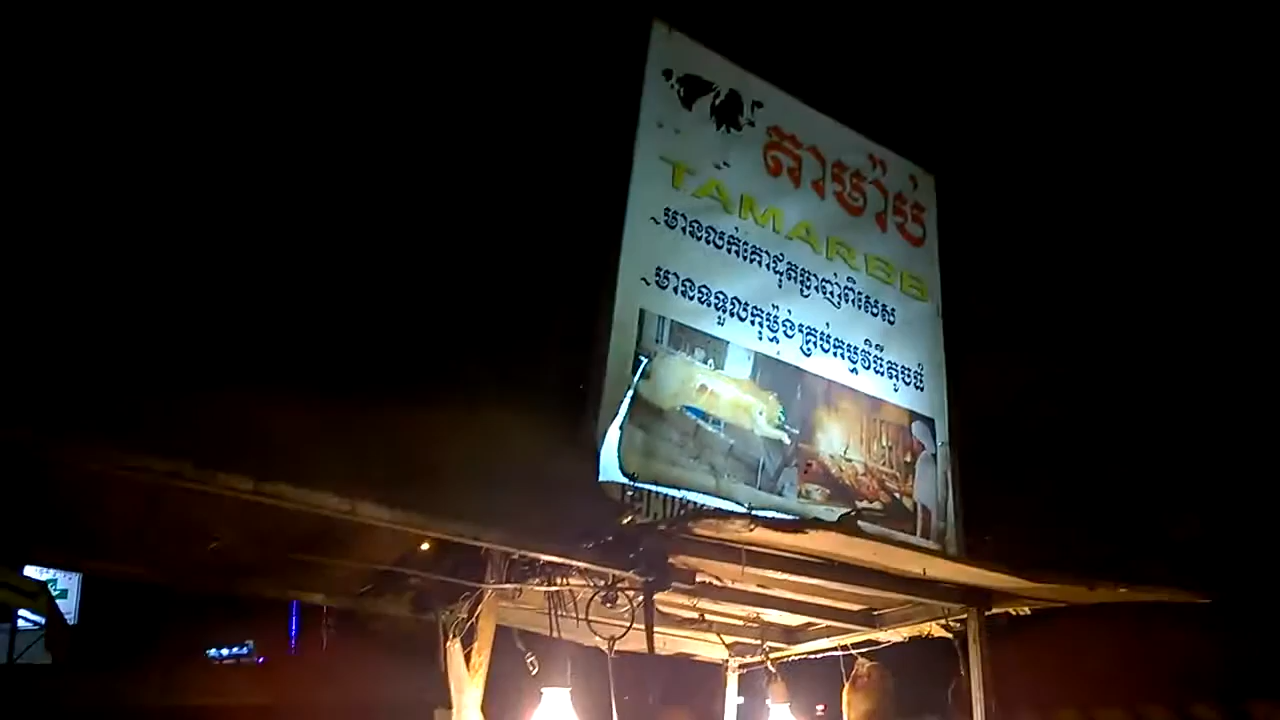 តាម៉ាប់
TAMARBB
~មានលក់គោដុតឆ្ងាញ់ពិសេស
~មានទទួលកុម្ម៉ង់គ្រប់កម្មវិធីតូចធំ